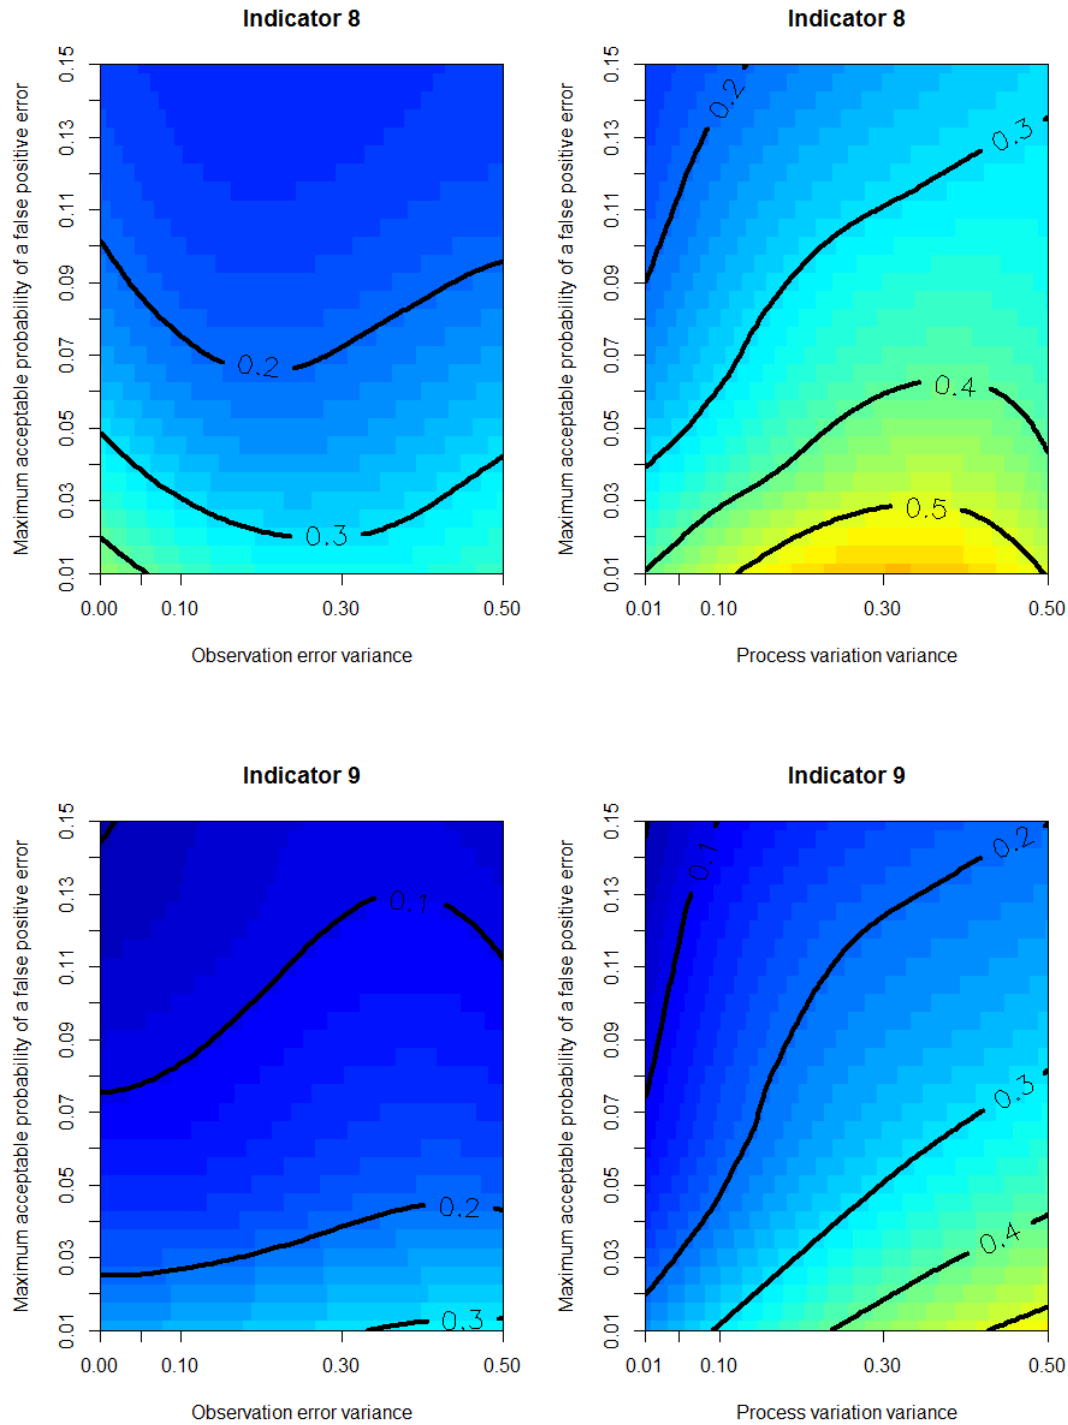 Indicator 8
Maximum acceptable probability of a false positive error
0.15
0.13
0.11
0.09
0.07
0.05
0.03
0.01
0.2
0.3
0.00 0.10 0.30 0.50
Observation error variance
Indicator 8
Maximum acceptable probability of a false positive error
0.15
0.13
0.11
0.09
0.07
0.05
0.03
0.01
0.2
0.3
0.4
0.5
0.01 0.10 0.30 0.50
Process variation variance
Indicator 9
Maximum acceptable probability of a false positive error
0.15
0.13
0.11
0.09
0.07
0.05
0.03
0.01
0.1
0.2
0.3
0.00 0.10 0.30 0.50
Observation error variance
Indicator 9
Maximum acceptable probability of a false positive error
0.15
0.13
0.11
0.09
0.07
0.05
0.03
0.01
0.1
0.2
0.3
0.4
0.01 0.10 0.30 0.50
Process variation variance